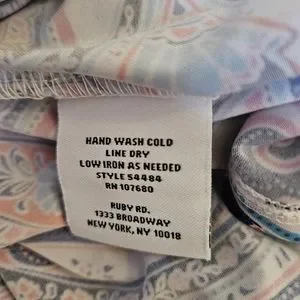 HAND WASH COLD
LINE DRY
LOW IRON AS NEEDED
STYLE S4484
RN 107680
RUBY RD.
1333 BROADWAY
NEW YORK, NY 10018